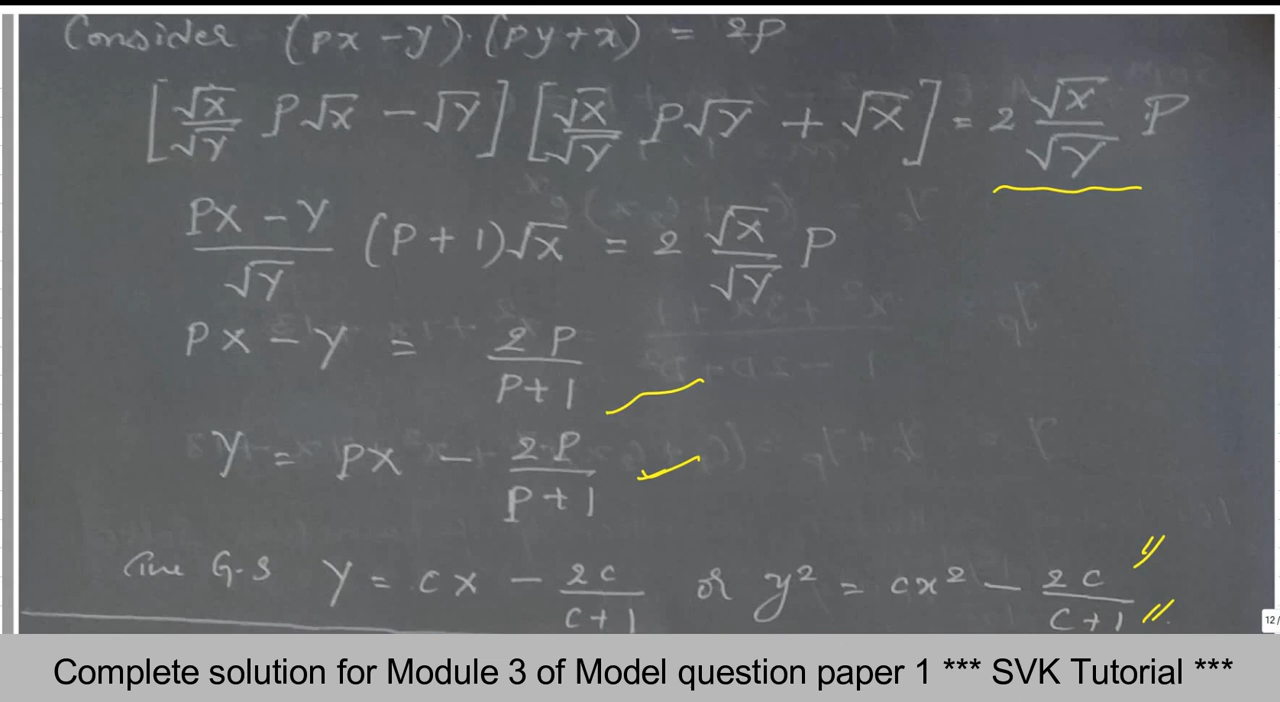 Consider (px - y).(py + x) = 2p
[√X/√Y P√X - √Y] [√X/√Y P√Y + √X] = 2 √X/√Y P
PX - Y/√Y (P + 1)√X = 2 √X/√Y P
PX - Y = 2P/P+1
Y = PX - 2P/P+1
G.S Y = CX - 2C/C+1 or y² = cx² - 2C/C+1
12/
Complete solution for Module 3 of Model question paper 1 *** SVK Tutorial ***